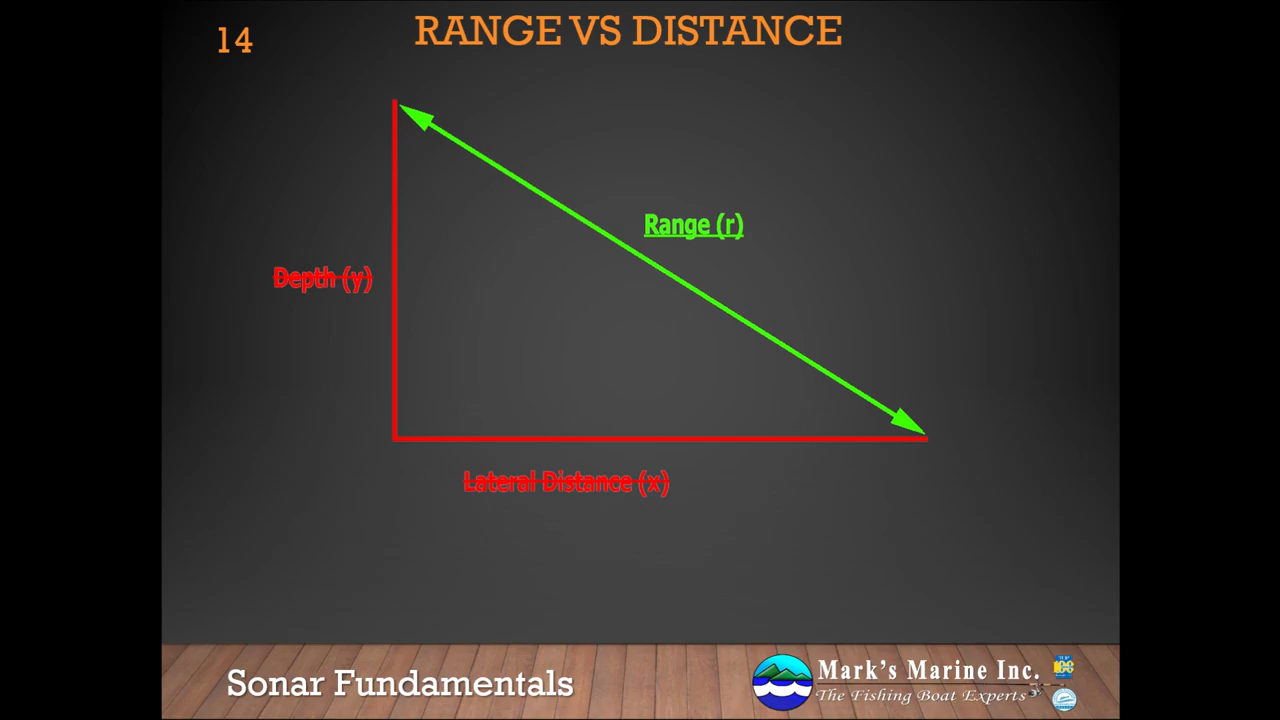 14
RANGE VS DISTANCE
Range (r)
Depth (y)
Lateral Distance (x)
Sonar Fundamentals
Mark's Marine Inc.
The Fishing Boat Experts